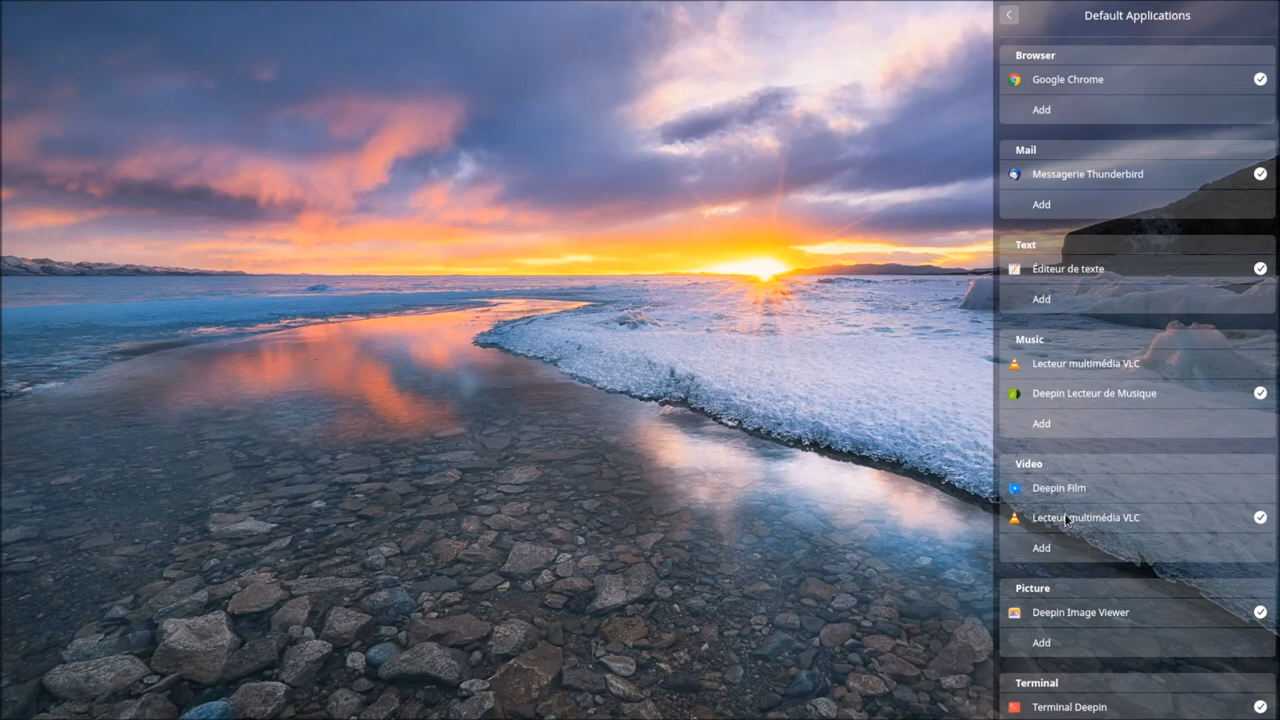 Default Applications
Browser
Google Chrome
Add
Mail
Messagerie Thunderbird
Add
Text
Éditeur de texte
Add
Music
Lecteur multimédia VLC
Deepin Lecteur de Musique
Add
Video
Deepin Film
Lecteur multimédia VLC
Add
Picture
Deepin Image Viewer
Add
Terminal
Terminal Deepin